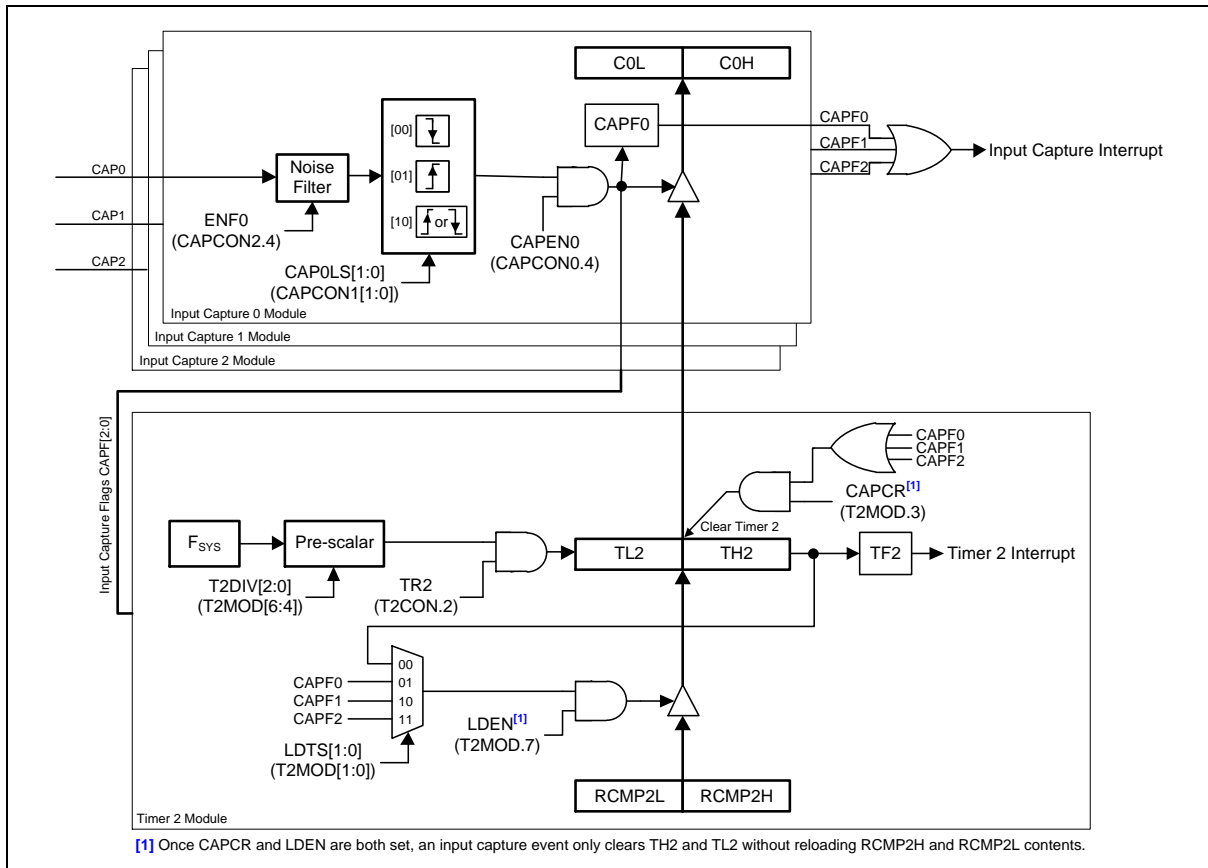 C0L
C0H
CAPF0
CAPF0
CAPF1
CAPF2
Input Capture Interrupt
[00]
[01]
[10]
or
Noise
Filter
CAP0
CAP1
CAP2
ENF0
(CAPCON2.4)
CAPEN0
(CAPCON0.4)
CAP0LS[1:0]
(CAPCON1[1:0])
Input Capture 0 Module
Input Capture 1 Module
Input Capture 2 Module
Input Capture Flags CAPF[2:0]
CAPF0
CAPF1
CAPF2
CAPCR[1]
(T2MOD.3)
Clear Timer 2
FSYS
Pre-scalar
TL2
TH2
TF2
Timer 2 Interrupt
T2DIV[2:0]
(T2MOD[6:4])
TR2
(T2CON.2)
00
CAPF0
01
CAPF1
10
CAPF2
11
LDEN[1]
(T2MOD.7)
LDTS[1:0]
(T2MOD[1:0])
RCMP2L
RCMP2H
Timer 2 Module
[1] Once CAPCR and LDEN are both set, an input capture event only clears TH2 and TL2 without reloading RCMP2H and RCMP2L contents.